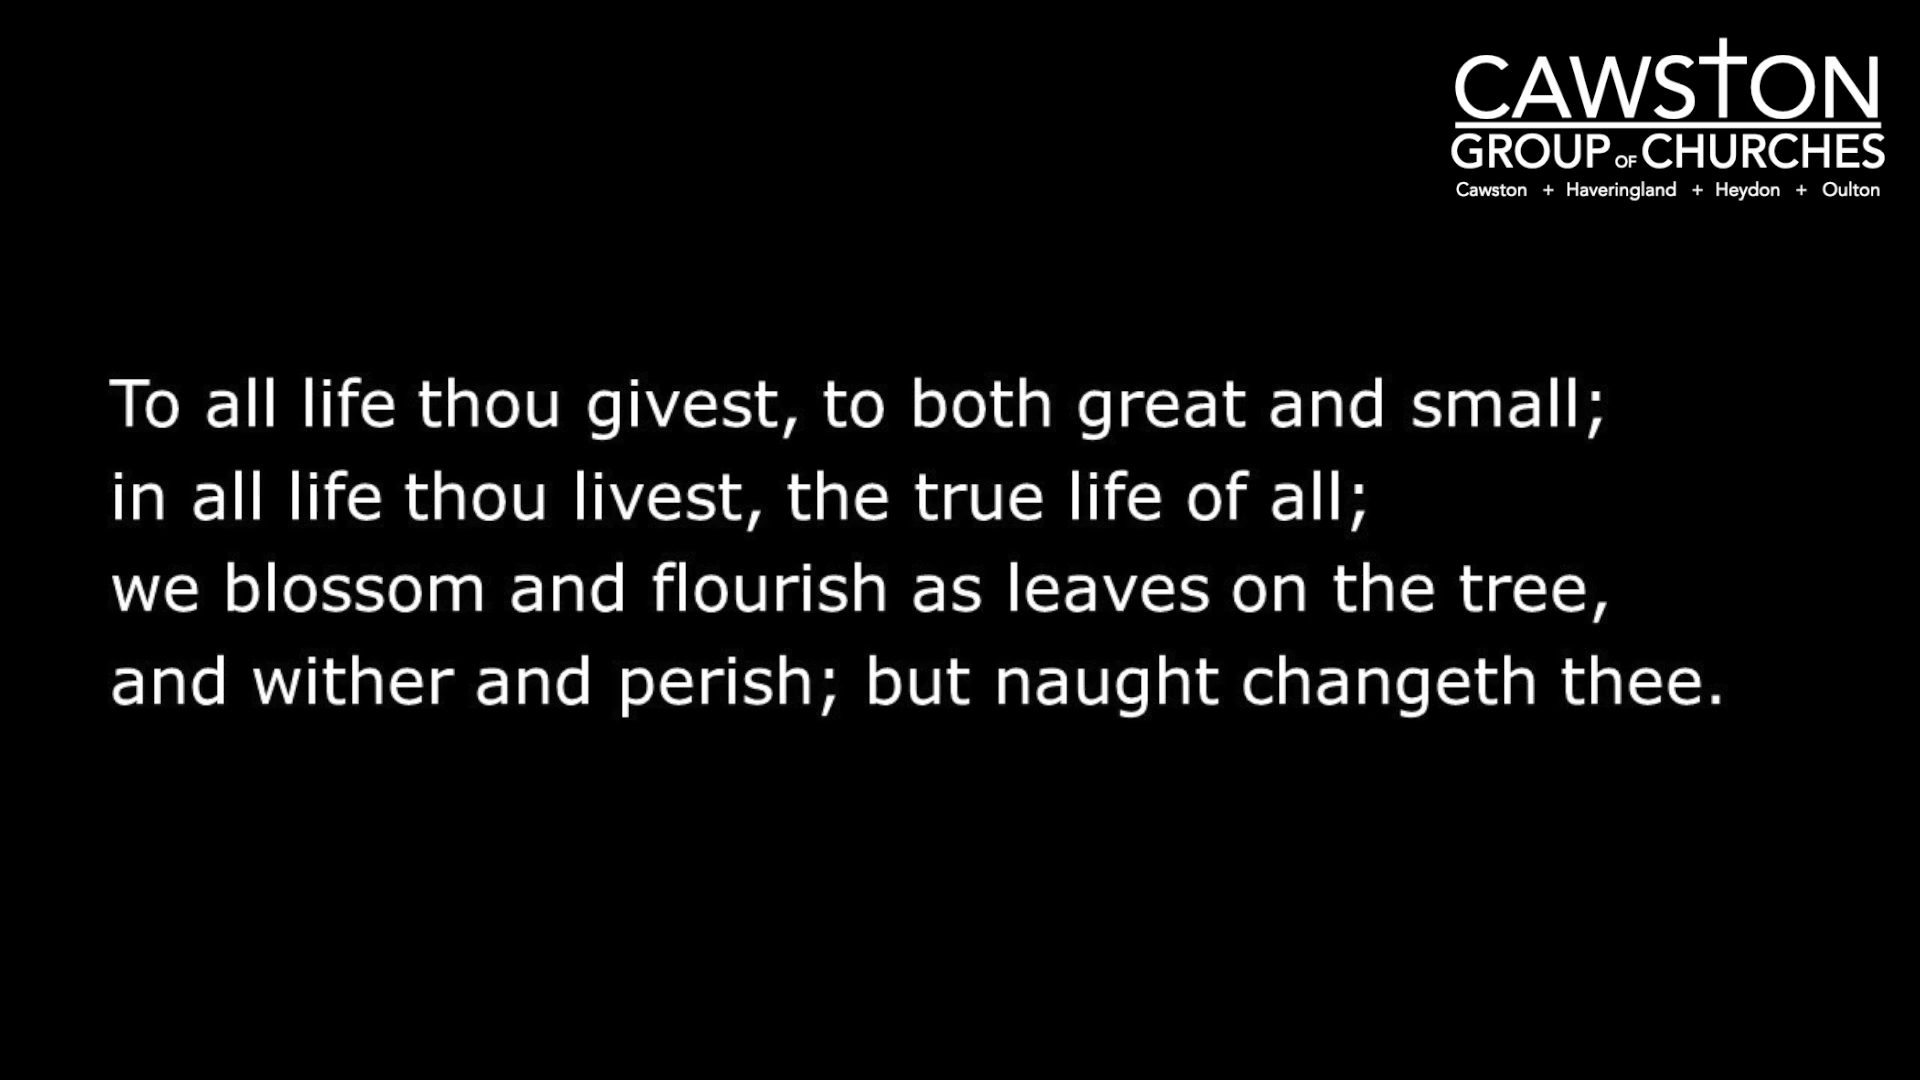 CAWSTON
GROUP OF CHURCHES
Cawston + Haveringland + Heydon + Oulton
To all life thou givest, to both great and small;
in all life thou livest, the true life of all;
we blossom and flourish as leaves on the tree,
and wither and perish; but naught changeth thee.